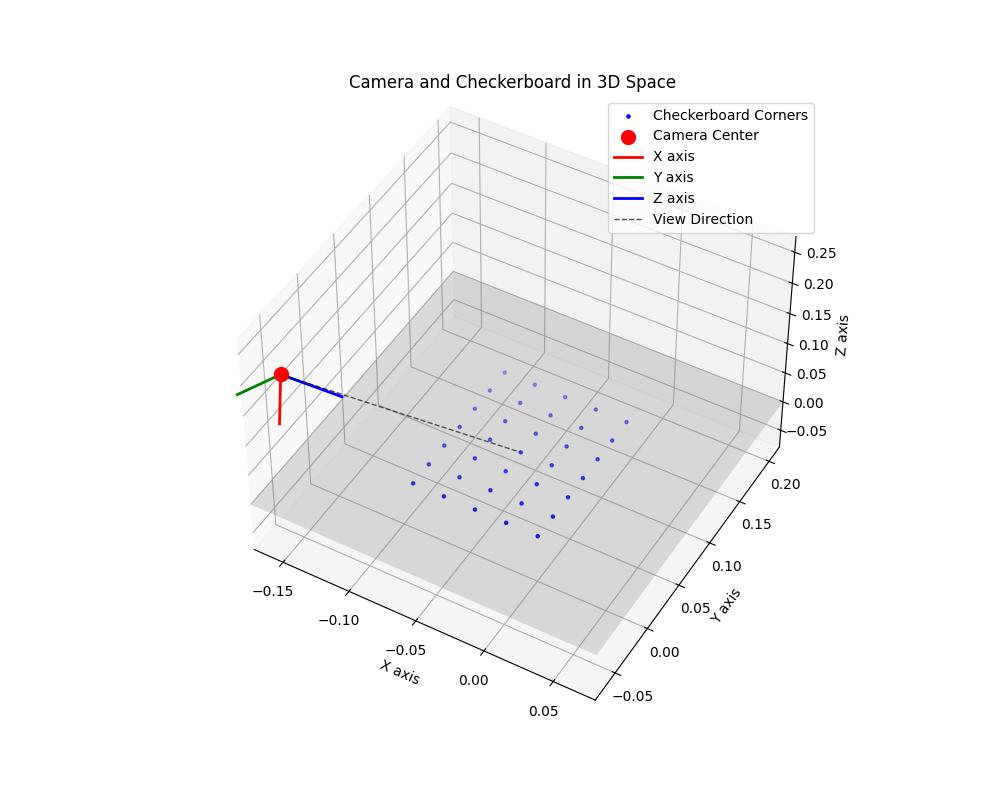 Camera and Checkerboard in 3D Space
Checkerboard Corners
Camera Center
X axis
Y axis
Z axis
View Direction
0.25
0.20
0.15
0.10
0.05
0.00
−0.05
Z axis
0.20
0.15
0.10
0.05
0.00
−0.05
Y axis
−0.15
−0.10
−0.05
0.00
0.05
X axis